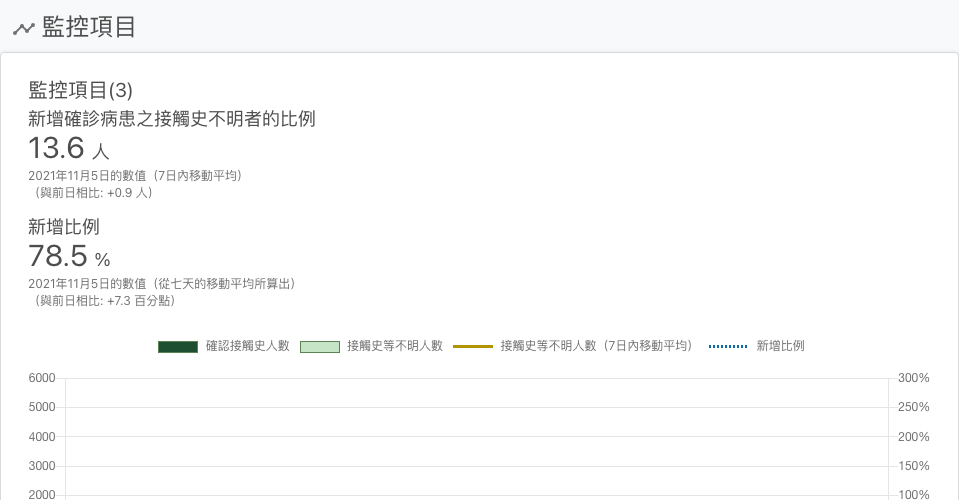 監控項目
監控項目(3)
新增確診病患之接觸史不明者的比例
13.6 人
2021年11月5日的數值（7日內移動平均）
（與前日相比: +0.9 人）
新增比例
78.5 %
2021年11月5日的數值（從七天的移動平均所算出）
（與前日相比: +7.3 百分點）
確認接觸史人數 接觸史等不明人數 接觸史等不明人數（7日內移動平均） 新增比例
6000 300%
5000 250%
4000 200%
3000 150%
2000 100%